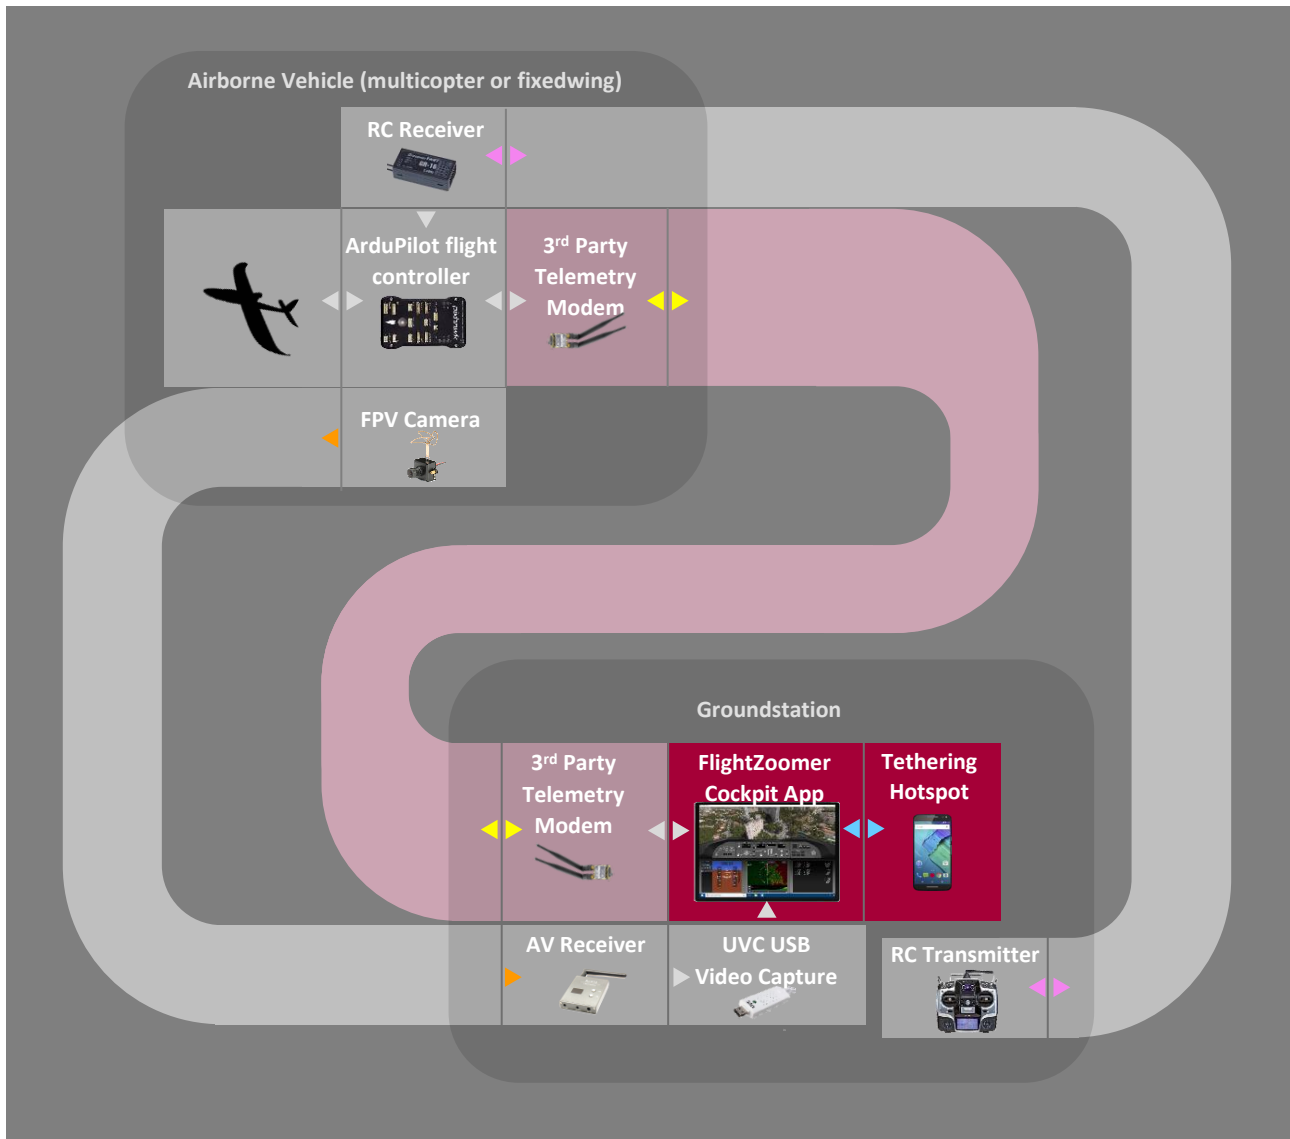 Airborne Vehicle (multicopter or fixedwing)
RC Receiver
ArduPilot flight
controller
3rd Party
Telemetry
Modem
FPV Camera
Groundstation
3rd Party
Telemetry
Modem
FlightZoomer
Cockpit App
Tethering
Hotspot
AV Receiver
UVC USB
Video Capture
RC Transmitter